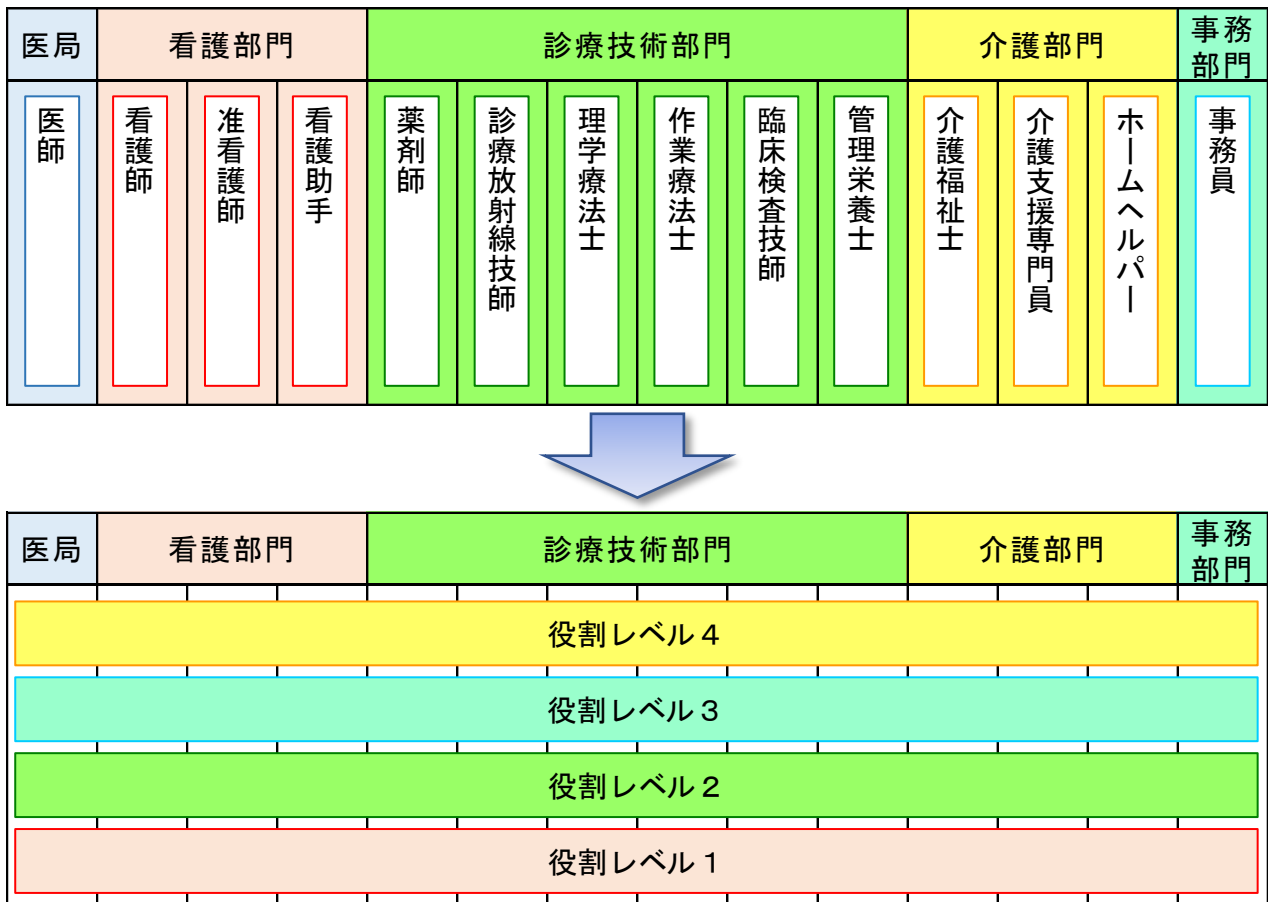 医局
看護部門
診療技術部門
介護部門
事務
部門
医師
看護師
准看護師
看護助手
薬剤師
診療放射線技師
理学療法士
作業療法士
臨床検査技師
管理栄養士
介護福祉士
介護支援専門員
ホームヘルパー
事務員
医局
看護部門
診療技術部門
介護部門
事務
部門
役割レベル４
役割レベル３
役割レベル２
役割レベル１